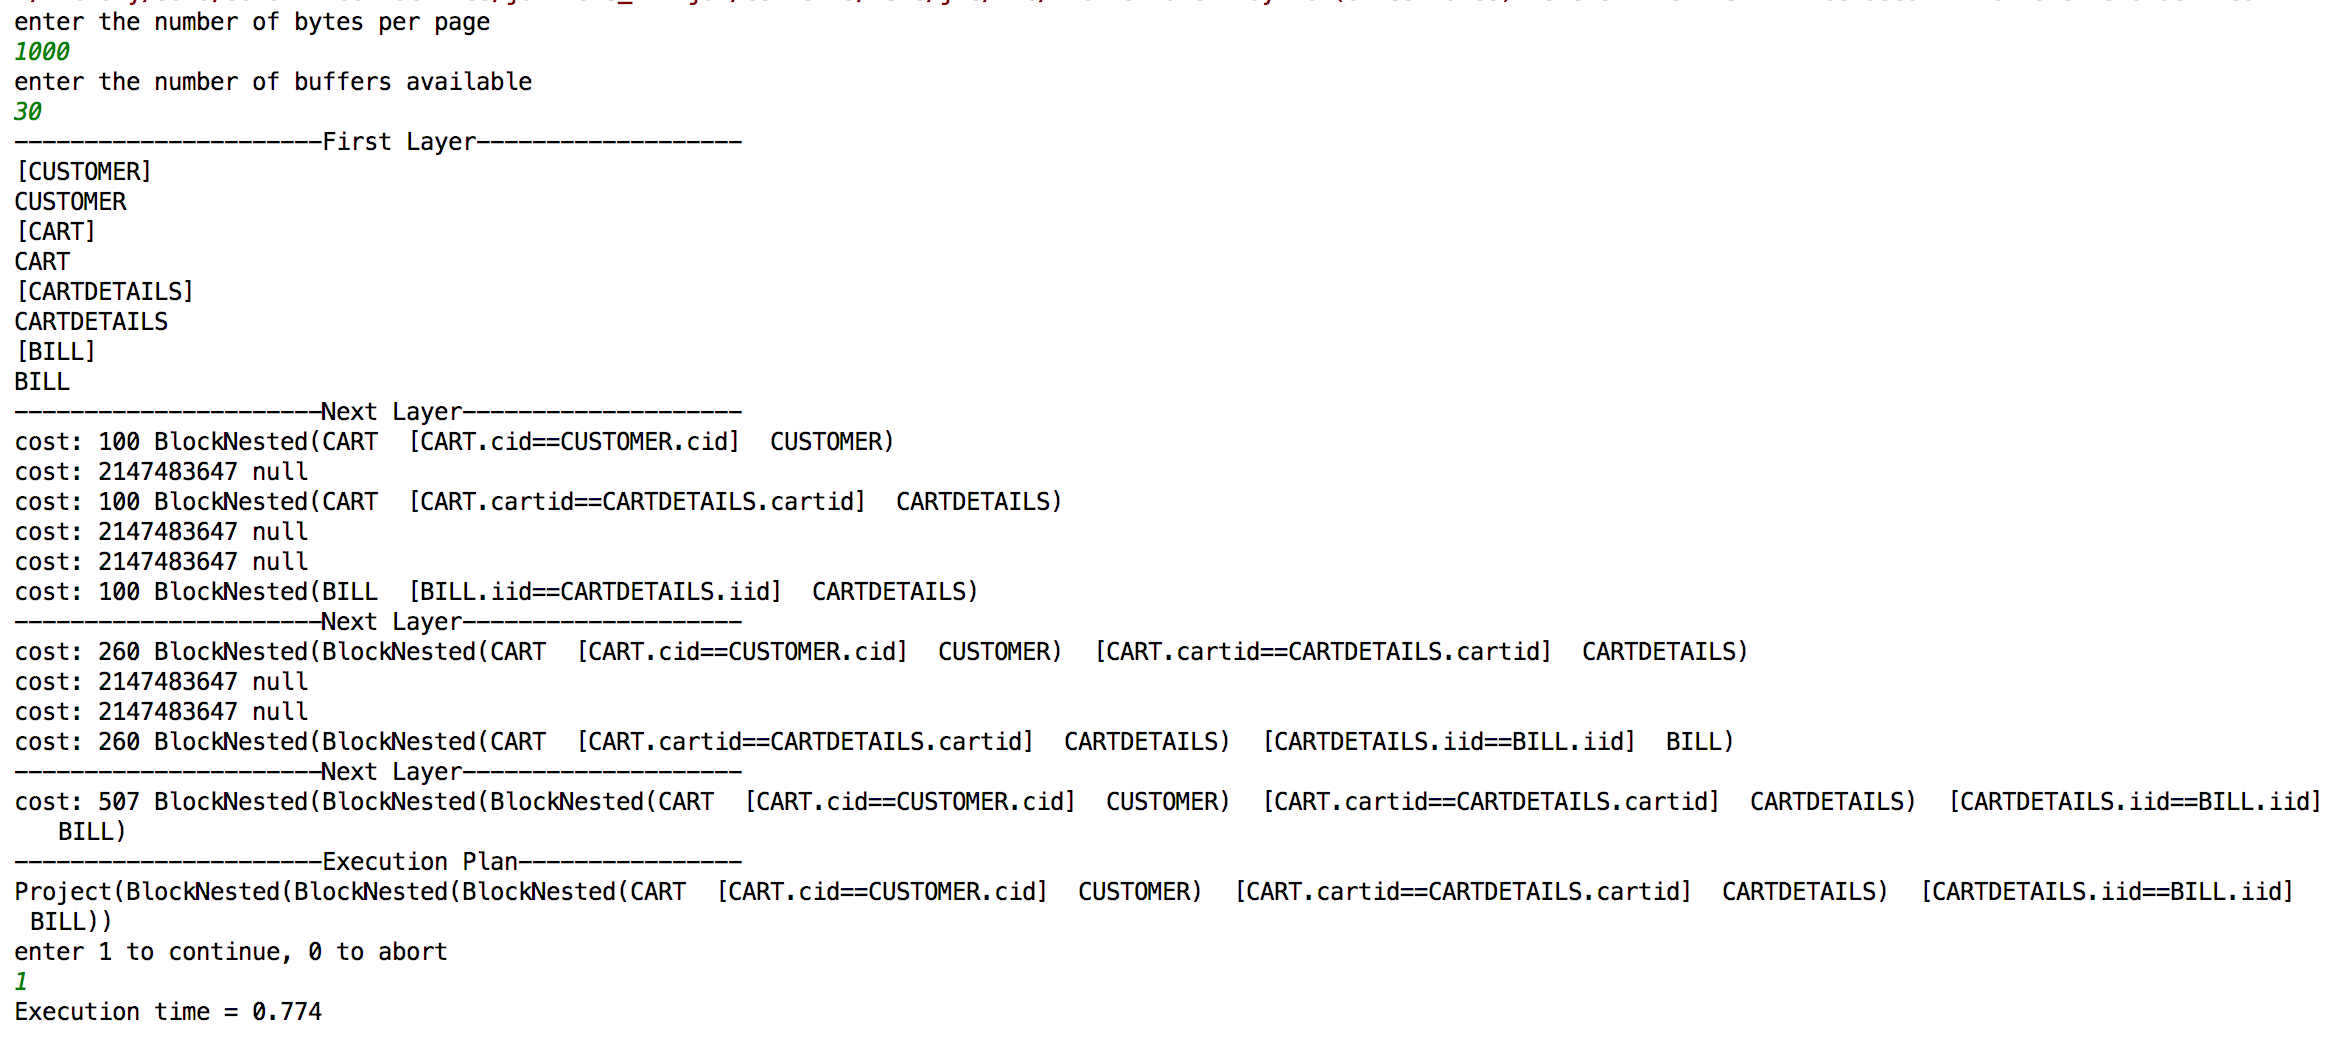 enter the number of bytes per page
1000
enter the number of buffers available
30
----------------------First Layer-------------------
[CUSTOMER]
CUSTOMER
[CART]
CART
[CARTDETAILS]
CARTDETAILS
[BILL]
BILL
----------------------Next Layer--------------------
cost: 100 BlockNested(CART  [CART.cid==CUSTOMER.cid]  CUSTOMER)
cost: 2147483647 null
cost: 100 BlockNested(CART  [CART.cartid==CARTDETAILS.cartid]  CARTDETAILS)
cost: 2147483647 null
cost: 2147483647 null
cost: 100 BlockNested(BILL  [BILL.iid==CARTDETAILS.iid]  CARTDETAILS)
----------------------Next Layer--------------------
cost: 260 BlockNested(BlockNested(CART  [CART.cid==CUSTOMER.cid]  CUSTOMER)  [CART.cartid==CARTDETAILS.cartid]  CARTDETAILS)
cost: 2147483647 null
cost: 2147483647 null
cost: 260 BlockNested(BlockNested(CART  [CART.cartid==CARTDETAILS.cartid]  CARTDETAILS)  [CARTDETAILS.iid==BILL.iid]  BILL)
----------------------Next Layer--------------------
cost: 507 BlockNested(BlockNested(BlockNested(CART  [CART.cid==CUSTOMER.cid]  CUSTOMER)  [CART.cartid==CARTDETAILS.cartid]  CARTDETAILS)  [CARTDETAILS.iid==BILL.iid]
BILL)
----------------------Execution Plan----------------
Project(BlockNested(BlockNested(BlockNested(CART  [CART.cid==CUSTOMER.cid]  CUSTOMER)  [CART.cartid==CARTDETAILS.cartid]  CARTDETAILS)  [CARTDETAILS.iid==BILL.iid]
BILL))
enter 1 to continue, 0 to abort
1
Execution time = 0.774